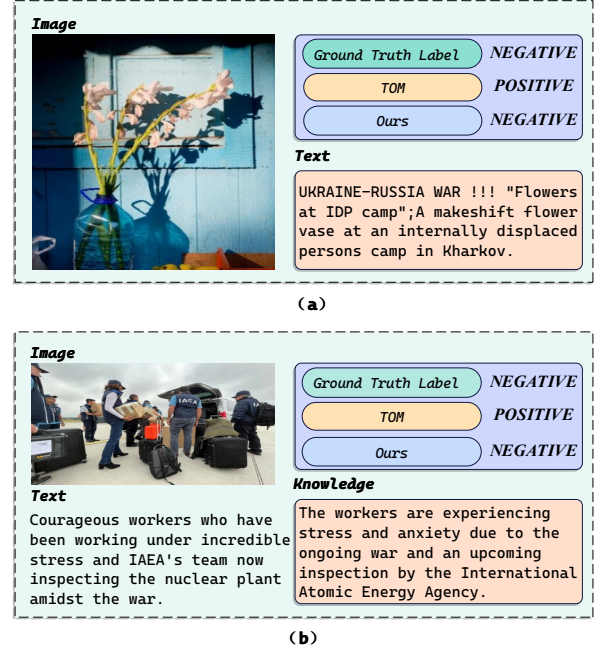 Image
Ground Truth Label NEGATIVE
TOM POSITIVE
Ours NEGATIVE
Text
UKRAINE-RUSSIA WAR !!! "Flowers
at IDP camp";A makeshift flower
vase at an internally displaced
persons camp in Kharkov.
(a)
Image
IAEA
Text
Courageous workers who have
been working under incredible
stress and IAEA's team now
inspecting the nuclear plant
amidst the war.
Ground Truth Label NEGATIVE
TOM POSITIVE
Ours NEGATIVE
Knowledge
The workers are experiencing
stress and anxiety due to the
ongoing war and an upcoming
inspection by the International
Atomic Energy Agency.
(b)